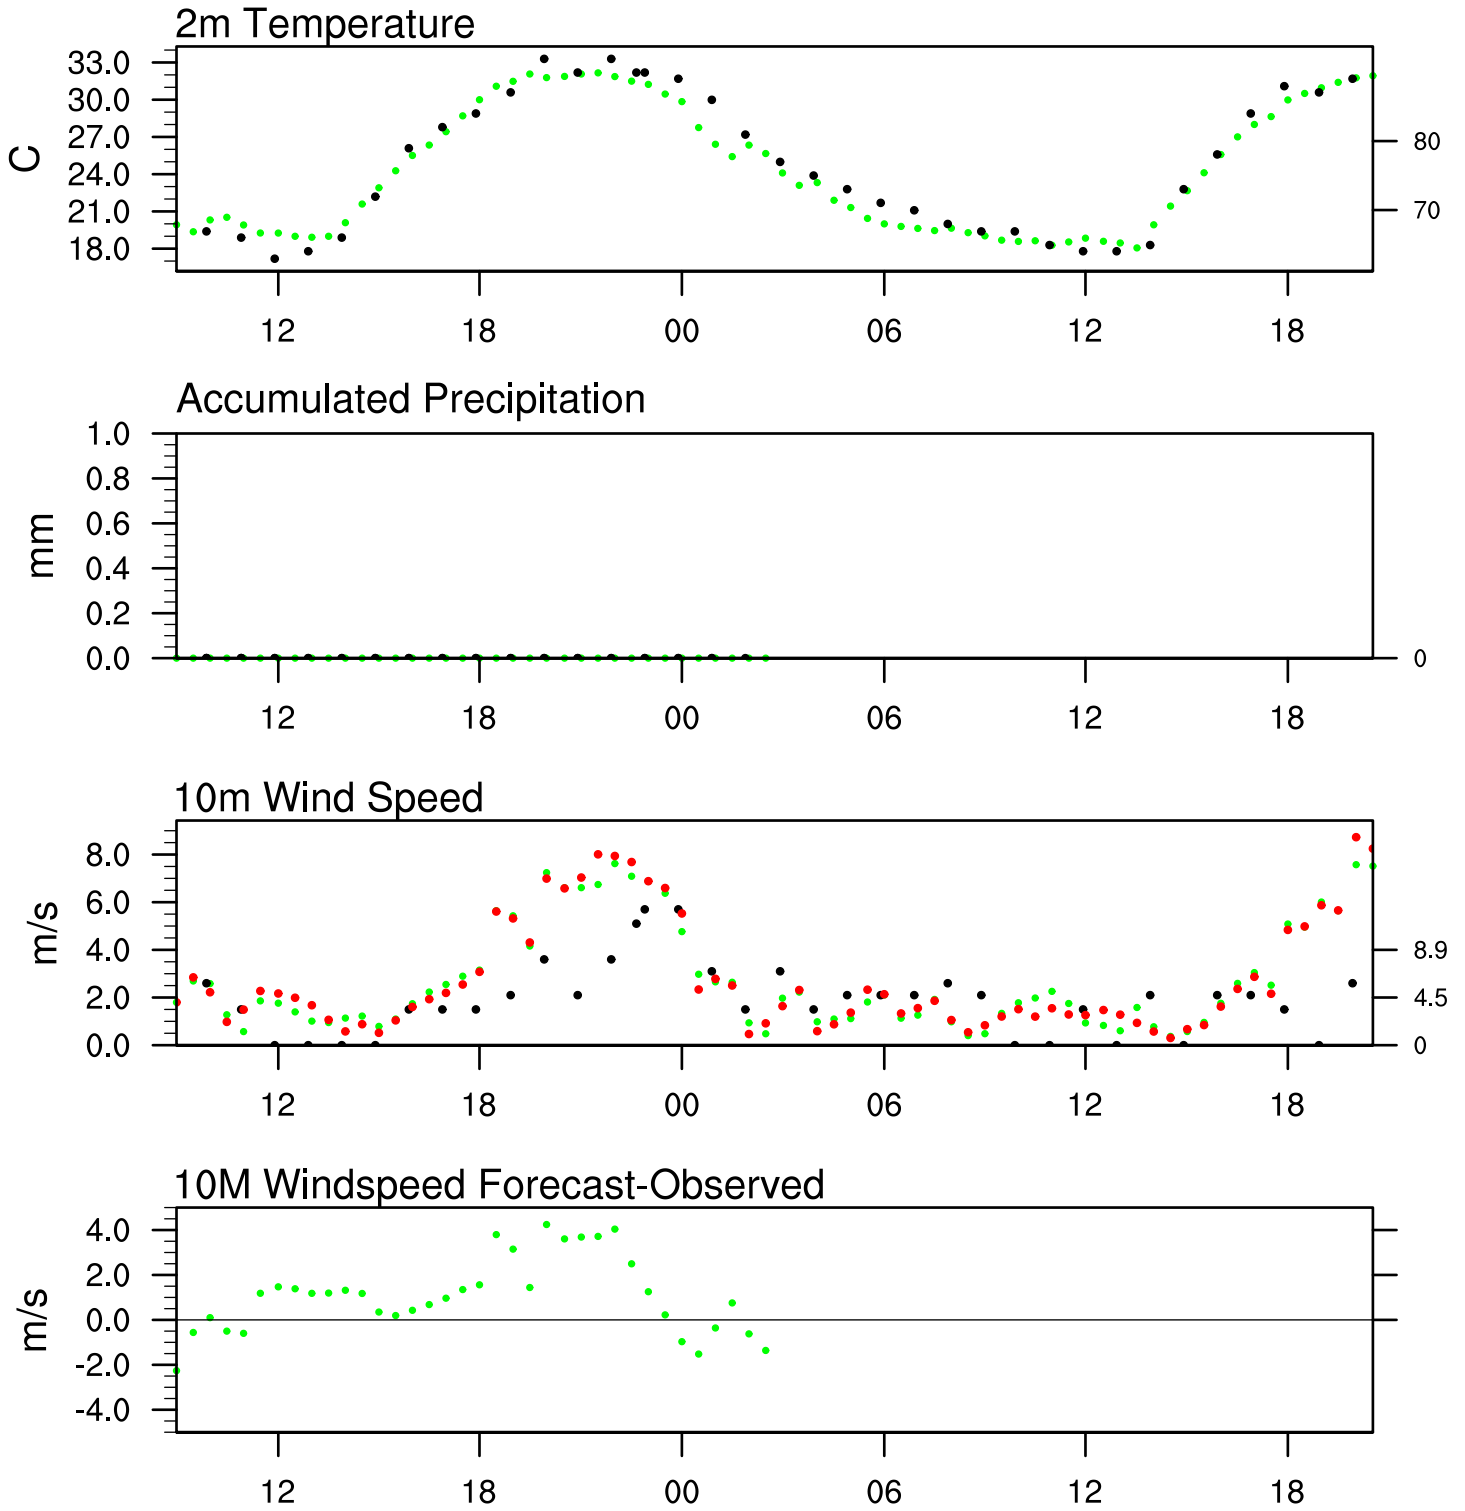 2m Temperature
33.0
30.0
27.0
24.0
21.0
18.0
C
80
70
12 18 00 06 12 18
Accumulated Precipitation
1.0
0.8
0.6
0.4
0.2
0.0
mm
0
12 18 00 06 12 18
10m Wind Speed
8.0
6.0
4.0
2.0
0.0
m/s
8.9
4.5
0
12 18 00 06 12 18
10M Windspeed Forecast-Observed
4.0
2.0
0.0
-2.0
-4.0
m/s
12 18 00 06 12 18